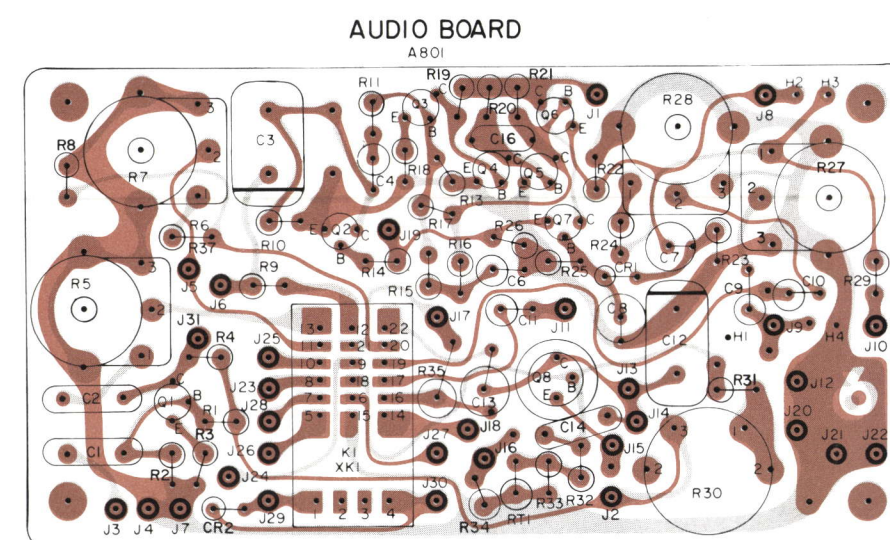 AUDIO BOARD
A801
R19 R21
R11 C Q3 B C B H2 H3
R20 Q6 J1 R28 J8
3 E B E
R8 C16
2 C3 R18 C C R22 1 R27
R7 C4 E Q4 Q5 E 3 2
1 R13 B B 2
R6 R10 R17 E Q7 C
R37 E Q2 C J19 R26 B R24 3
B R16 C7
3 J5 R14 C6 R25 CR1 R23 R29
R5 J6 R9 R15 C9 C10
2 J31 J17 C11 J11 C8 H1 J9 H4 J10
J25 13 12 22 C12
R4 11 2 20
10 9 19 R35 C J13
C2 C J23 8 18 17 Q8 B R31 J12 6
Q1 B J28 7 6 16 C13 E
R1 5 15 14 J18 J14 J20
E C14
C1 R3 J26 K1 J27 J16 J15 3 1 J21 J22
R2 J24 XK1 2 2
J30 R33 R32 R30
J3 J4 J7 CR2 J29 1 2 3 4 R34 RT1 J2